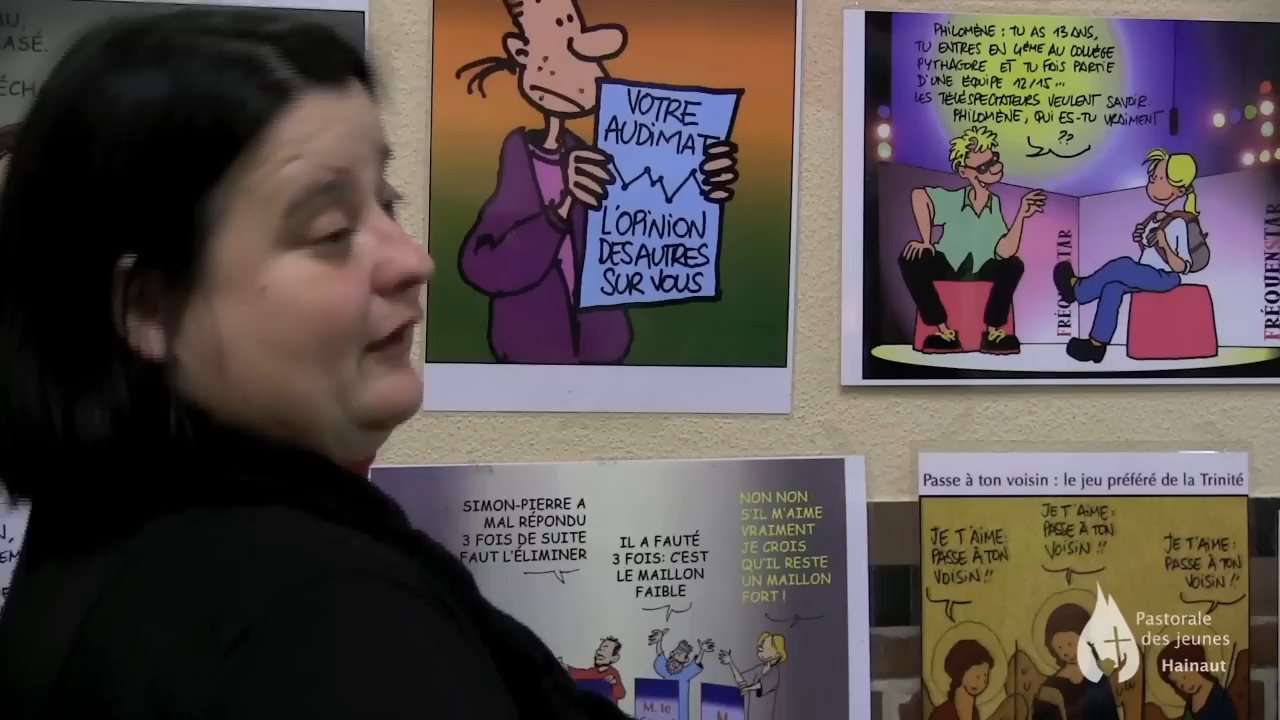 AU,
ASÉ.
ÉCH
VOTRE
AUDIMAT
L'OPINION
DES AUTRES
SUR VOUS
PHILOMÈNE : TU AS 13 ANS,
TU ENTRES EN 4ÈME AU COLLÈGE
PYTHAGORE ET TU FOIS PARTIE
D'UNE ÉQUIPE 12/15...
LES TÉLÉSPECTATEURS VEULENT SAVOIR:
PHILOMÈNE, QUI ES-TU VRAIMENT
??
FRÉQUENSTAR
SIMON-PIERRE A
MAL RÉPONDU
3 FOIS DE SUITE
FAUT L'ÉLIMINER
IL A FAUTÉ
3 FOIS: C'EST
LE MAILLON
FAIBLE
NON NON
S'IL M'AIME
VRAIMENT
JE CROIS
QU'IL RESTE
UN MAILLON
FORT !
M. le
Passe à ton voisin : le jeu préféré de la Trinité
JE T'AIME:
PASSE À TON
VOISIN !!
JE T'AIME:
PASSE À TON
VOISIN !!
JE T'AIME:
PASSE À TON
VOISIN !!
Pastorale
des jeunes
Hainaut